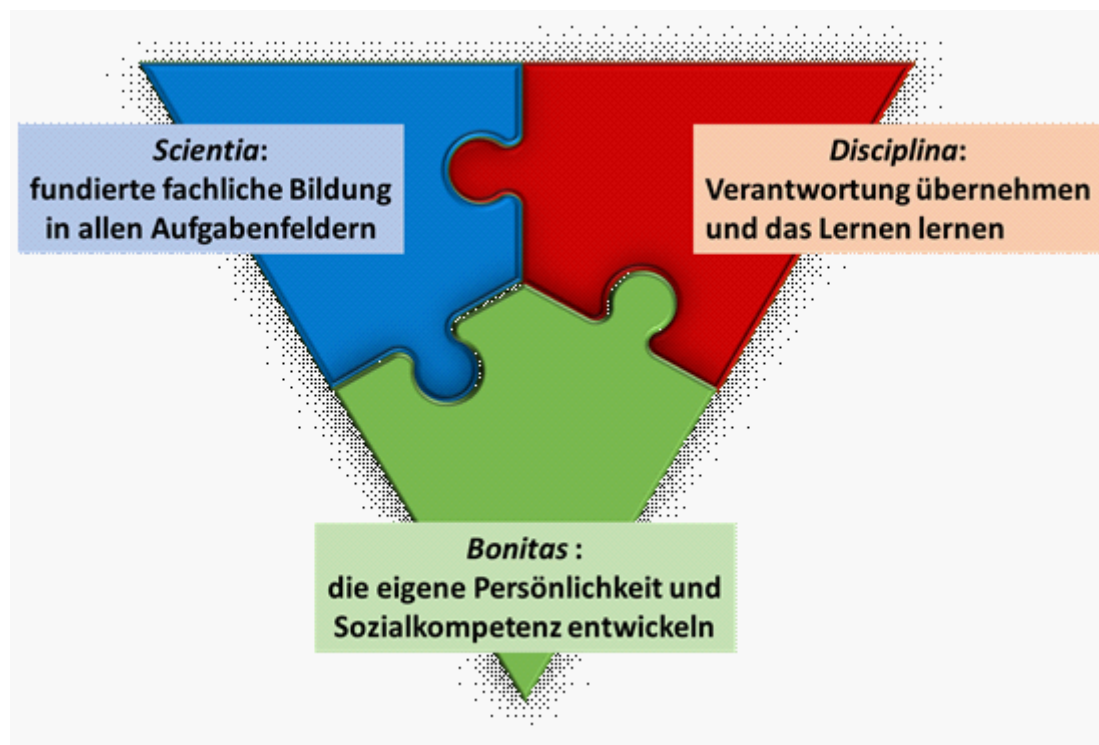 Scientia:
fundierte fachliche Bildung
in allen Aufgabenfeldern
Disciplina:
Verantwortung übernehmen
und das Lernen lernen
Bonitas :
die eigene Persönlichkeit und
Sozialkompetenz entwickeln